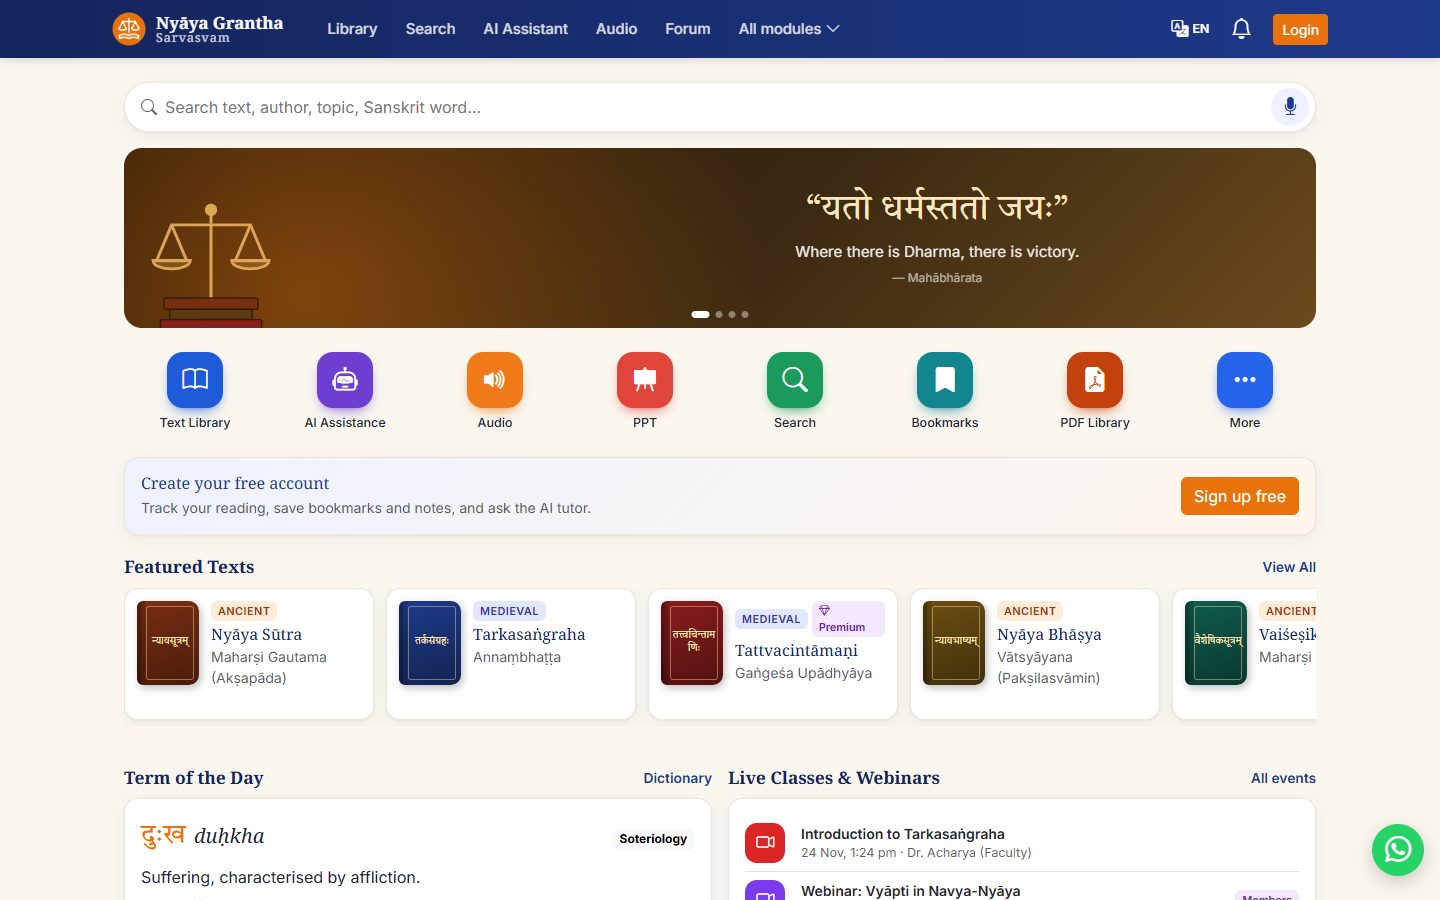 Nyāya Grantha
Sarvasvam
Library Search AI Assistant Audio Forum All modules
EN
Login
Search text, author, topic, Sanskrit word...
“यतो धर्मस्ततो जयः”
Where there is Dharma, there is victory.
— Mahābhārata
Text Library AI Assistance Audio PPT Search Bookmarks PDF Library More
Create your free account
Track your reading, save bookmarks and notes, and ask the AI tutor.
Sign up free
Featured Texts
View All
न्यायसूत्रम्
ANCIENT
Nyāya Sūtra
Maharṣi Gautama
(Akṣapāda)
तर्कसंग्रहः
MEDIEVAL
Tarkasaṅgraha
Annaṃbhaṭṭa
तत्त्वचिन्ताम
णिः
MEDIEVAL
Premium
Tattvacintāmaṇi
Gaṅgeśa Upādhyāya
न्यायभाष्यम्
ANCIENT
Nyāya Bhāṣya
Vātsyāyana
(Pakṣilasvāmin)
वैशेषिकसूत्रम्
ANCIENT
Vaiśeṣik
Maharṣi
Term of the Day
Dictionary
दुःख duḥkha
Soteriology
Suffering, characterised by affliction.
Live Classes & Webinars
All events
Introduction to Tarkasaṅgraha
24 Nov, 1:24 pm · Dr. Acharya (Faculty)
Webinar: Vyāpti in Navya-Nyāya
Members